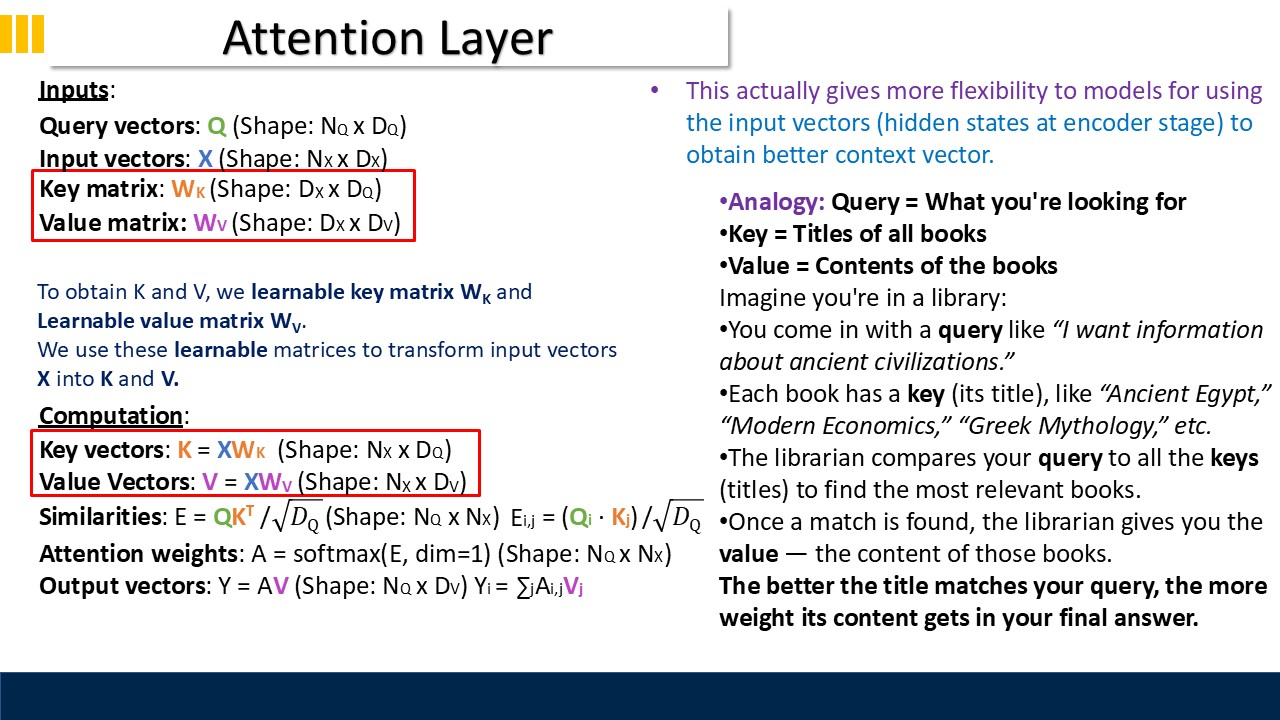 Attention Layer
Inputs:
Query vectors: Q (Shape: NQ x DQ)
Input vectors: X (Shape: NX x DX)
Key matrix: WK (Shape: DX x DQ)
Value matrix: WV (Shape: DX x DV)
To obtain K and V, we learnable key matrix WK and
Learnable value matrix WV.
We use these learnable matrices to transform input vectors
X into K and V.
Computation:
Key vectors: K = XWK (Shape: NX x DQ)
Value Vectors: V = XWV (Shape: NX x DV)
Similarities: E = QKᵀ /√DQ (Shape: NQ x NX) Ei,j = (Qi · Kj)/√DQ
Attention weights: A = softmax(E, dim=1) (Shape: NQ x NX)
Output vectors: Y = AV (Shape: NQ x DV) Yi = ∑jAi,jVj
• This actually gives more flexibility to models for using
the input vectors (hidden states at encoder stage) to
obtain better context vector.
•Analogy: Query = What you're looking for
•Key = Titles of all books
•Value = Contents of the books
Imagine you're in a library:
•You come in with a query like “I want information
about ancient civilizations.”
•Each book has a key (its title), like “Ancient Egypt,”
“Modern Economics,” “Greek Mythology,” etc.
•The librarian compares your query to all the keys
(titles) to find the most relevant books.
•Once a match is found, the librarian gives you the
value — the content of those books.
The better the title matches your query, the more
weight its content gets in your final answer.